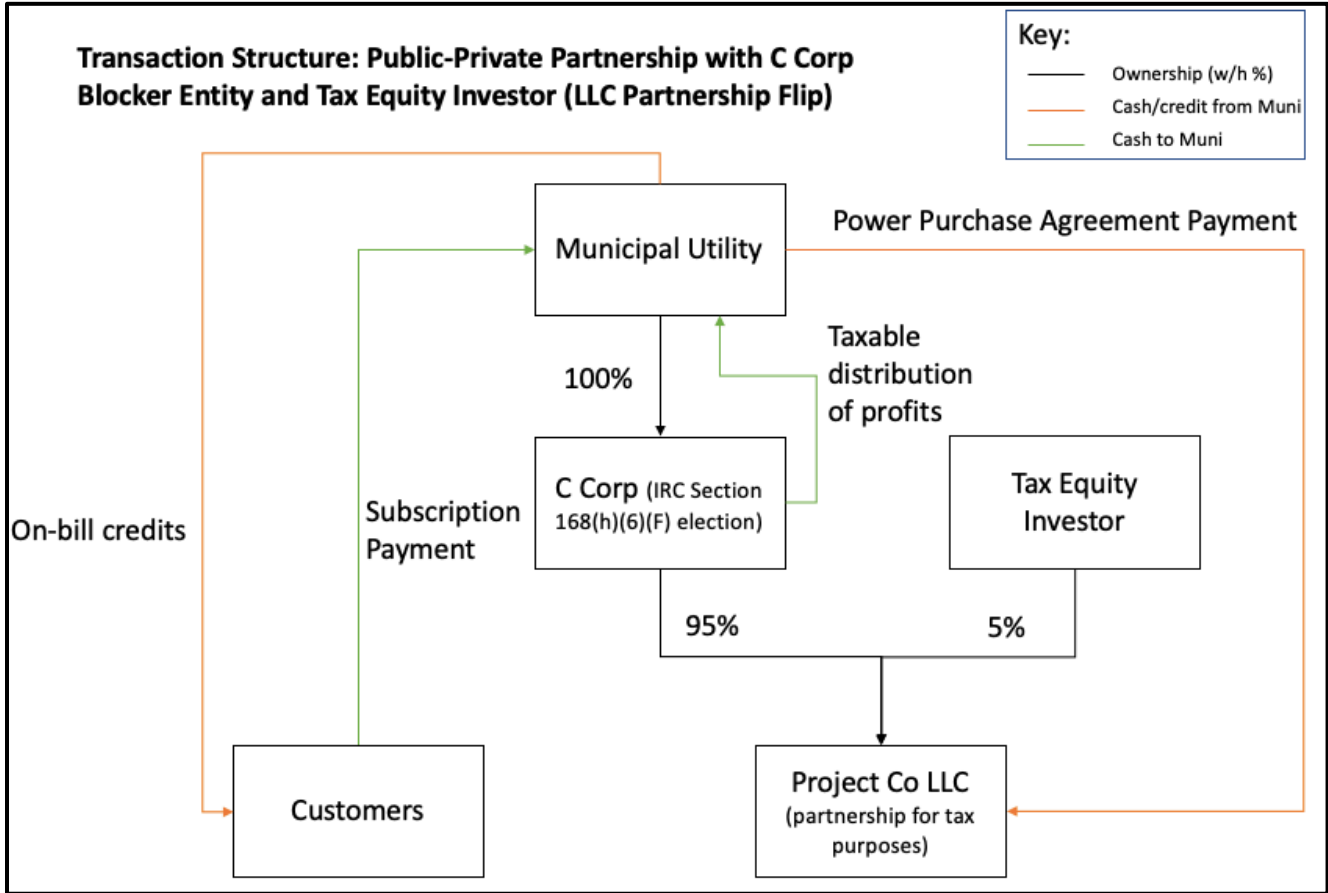 Transaction Structure: Public-Private Partnership with C Corp
Blocker Entity and Tax Equity Investor (LLC Partnership Flip)
Key:
Ownership (w/h %)
Cash/credit from Muni
Cash to Muni
Municipal Utility
Power Purchase Agreement Payment
100%
Taxable
distribution
of profits
C Corp (IRC Section
168(h)(6)(F) election)
Tax Equity
Investor
On-bill credits
Subscription
Payment
95%
5%
Customers
Project Co LLC
(partnership for tax
purposes)